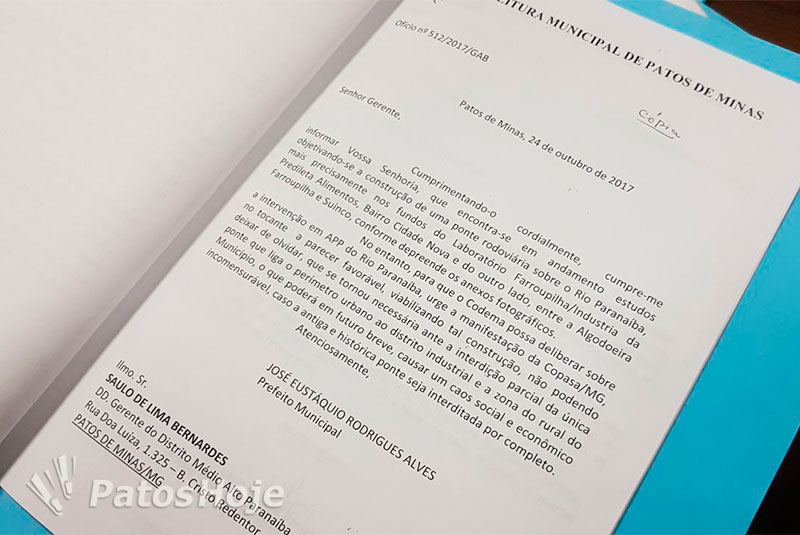 EITURA MUNICIPAL DE PATOS DE MINAS
Ofício nº 512/2017/GAB
Cópia
Patos de Minas, 24 de outubro de 2017
Senhor Gerente,
Cumprimentando-o cordialmente, cumpre-me
informar Vossa Senhoria, que encontra-se em andamento estudos
objetivando-se a construção de uma ponte rodoviária sobre o Rio Paranaíba,
mais precisamente nos fundos do Laboratório Farroupilha/Industria da
Predileta Alimentos, Bairro Cidade Nova e do outro lado, entre a Algodoeira
Farroupilha e Suinco, conforme depreende os anexos fotográficos.
No entanto, para que o Codema possa deliberar sobre
a intervenção em APP do Rio Paranaíba, urge a manifestação da Copasa/MG,
no tocante a parecer favorável, viabilizando tal construção, não podendo
deixar de olvidar, que se tornou necessária ante a interdição parcial da única
ponte que liga o perímetro urbano ao distrito industrial e a zona do rural do
Município, o que poderá em futuro breve, causar um caos social e econômico
incomensurável, caso a antiga e histórica ponte seja interditada por completo.
Atenciosamente,
JOSÉ EUSTÁQUIO RODRIGUES ALVES
Prefeito Municipal
Ilmo. Sr.
SAULO DE LIMA BERNARDES
DD. Gerente do Distrito Médio Alto Paranaíba
Rua Doa Luiza, 1.325 – B. Cristo Redentor
PATOS DE MINAS/MG
PatosHoje